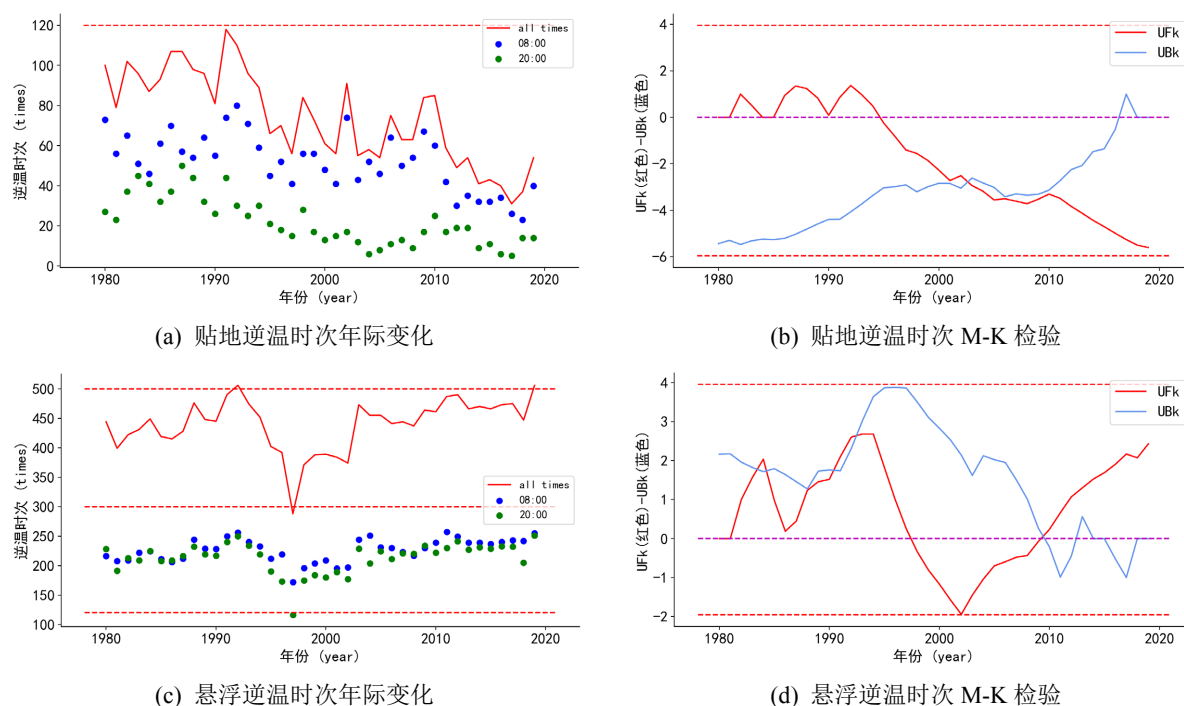 120
100
80
60
40
20
0
逆温时次 (times)
all times
08:00
20:00
1980 1990 2000 2010 2020
年份 (year)
(a) 贴地逆温时次年际变化
4
2
0
−2
−4
−6
UFk(红色)-UBk(蓝色)
UFk
UBk
1980 1990 2000 2010 2020
年份 (year)
(b) 贴地逆温时次 M-K 检验
500
450
400
350
300
250
200
150
100
逆温时次 (times)
all times
08:00
20:00
1980 1990 2000 2010 2020
年份 (year)
(c) 悬浮逆温时次年际变化
4
3
2
1
0
−1
−2
UFk(红色)-UBk(蓝色)
UFk
UBk
1980 1990 2000 2010 2020
年份 (year)
(d) 悬浮逆温时次 M-K 检验